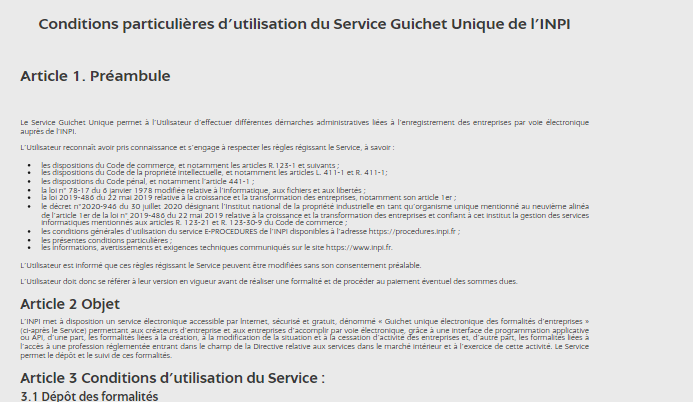 Conditions particulières d'utilisation du Service Guichet Unique de l'INPI
Article 1. Préambule
Le Service Guichet Unique permet à l'Utilisateur d'effectuer différentes démarches administratives liées à l'enregistrement des entreprises par voie électronique
auprès de l'INPI.
L'Utilisateur reconnaît avoir pris connaissance et s'engage à respecter les règles régissant le Service, à savoir :
• les dispositions du Code de commerce, et notamment les articles R.123-1 et suivants ;
• les dispositions du Code de la propriété intellectuelle, et notamment les articles L. 411-1 et R. 411-1;
• les dispositions du Code pénal, et notamment l'article 441-1 ;
• la loi n° 78-17 du 6 janvier 1978 modifiée relative à l'informatique, aux fichiers et aux libertés ;
• la loi 2019-486 du 22 mai 2019 relative à la croissance et la transformation des entreprises, notamment son article 1er ;
• le décret n°2020-946 du 30 juillet 2020 désignant l'Institut national de la propriété industrielle en tant qu'organisme unique mentionné au neuvième alinéa
de l'article 1er de la loi n° 2019-486 du 22 mai 2019 relative à la croissance et la transformation des entreprises et confiant à cet institut la gestion des services
informatiques mentionnés aux articles R. 123-21 et R. 123-30-9 du Code de commerce ;
• les conditions générales d'utilisation du service E-PROCEDURES de l'INPI disponibles à l'adresse https://procedures.inpi.fr ;
• les présentes conditions particulières ;
• les informations, avertissements et exigences techniques communiqués sur le site https://www.inpi.fr.
L'Utilisateur est informé que ces règles régissant le Service peuvent être modifiées sans son consentement préalable.
L'Utilisateur doit donc se référer à leur version en vigueur avant de réaliser une formalité et de procéder au paiement éventuel des sommes dues.
Article 2 Objet
L'INPI met à disposition un service électronique accessible par Internet, sécurisé et gratuit, dénommé « Guichet unique électronique des formalités d'entreprises »
(ci-après le Service) permettant aux créateurs d'entreprise et aux entreprises d'accomplir par voie électronique, grâce à une interface de programmation applicative
ou API, d'une part, les formalités liées à la création, à la modification de la situation et à la cessation d'activité des entreprises et, d'autre part, les formalités liées à
l'accès à une profession réglementée entrant dans le champ de la Directive relative aux services dans le marché intérieur et à l'exercice de cette activité. Le Service
permet le dépôt et le suivi de ces formalités.
Article 3 Conditions d'utilisation du Service :
3.1 Dépôt des formalités